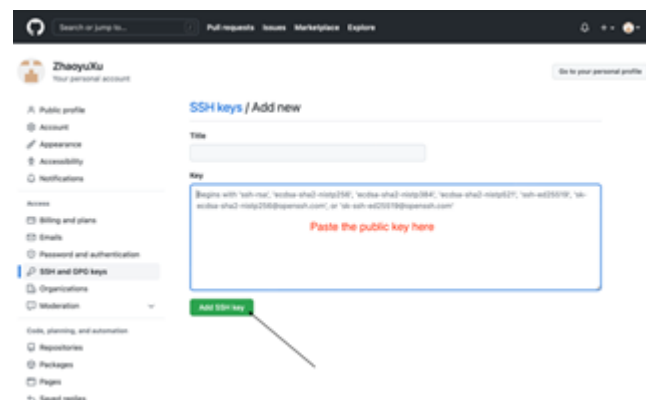 Search or jump to...
/
Pull requests Issues Marketplace Explore
ZhaoyuXu
Your personal account
Go to your personal profile
Public profile
Account
Appearance
Accessibility
Notifications
Access
Billing and plans
Emails
Password and authentication
SSH and GPG keys
Organizations
Moderation
Code, planning, and automation
Repositories
Packages
Pages
Saved replies
SSH keys / Add new
Title
Key
Begins with 'ssh-rsa', 'ecdsa-sha2-nistp256', 'ecdsa-sha2-nistp384', 'ecdsa-sha2-nistp521', 'ssh-ed25519', 'sk-
ecdsa-sha2-nistp256@openssh.com', or 'sk-ssh-ed25519@openssh.com'
Paste the public key here
Add SSH key